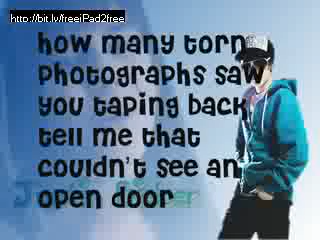 http://bit.lv/freeiPad2free
how many torn
photographs saw
you taping back
tell me that
couldn't see an
open door